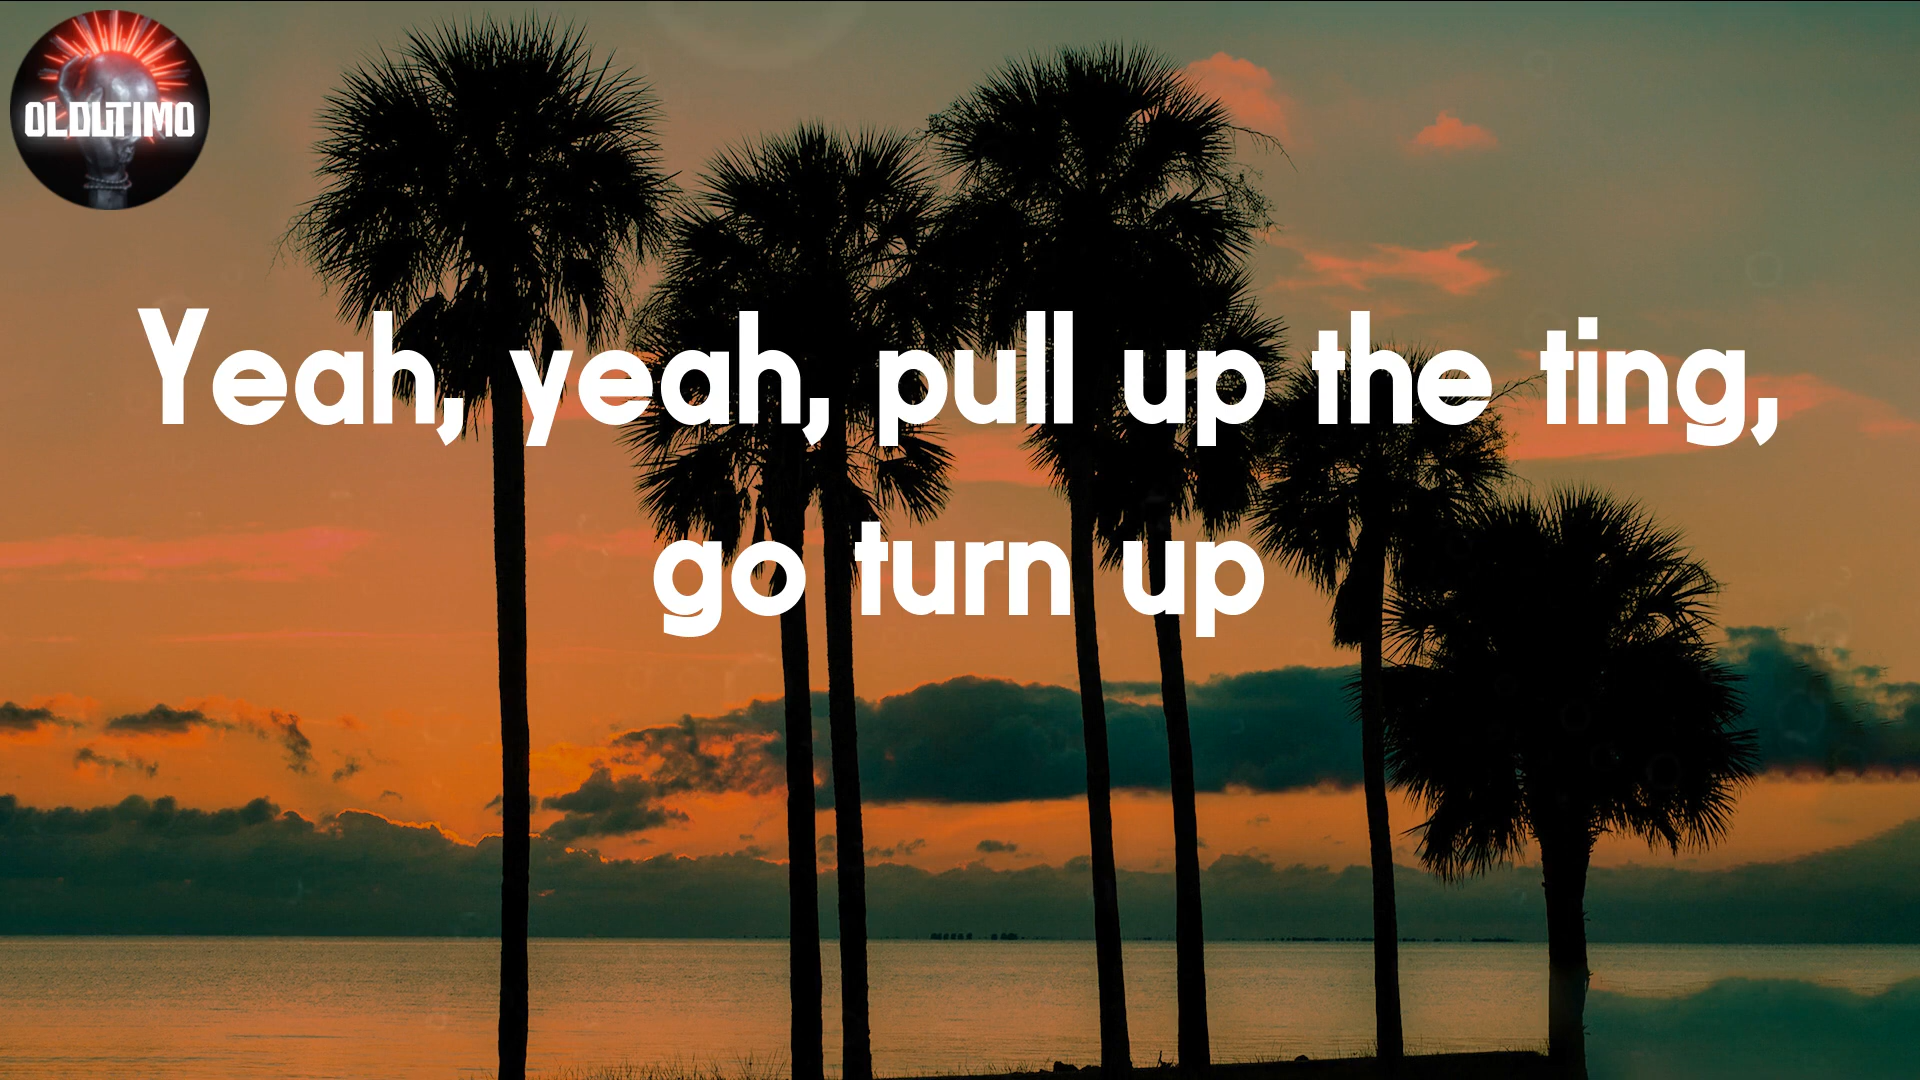 OLDUTIMO
Yeah, yeah, pull up the ting,
go turn up